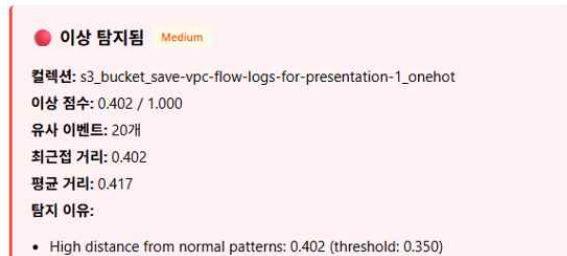 이상 탐지됨 Medium
컬렉션: s3_bucket_save-vpc-flow-logs-for-presentation-1_onehot
이상 점수: 0.402 / 1.000
유사 이벤트: 20개
최근접 거리: 0.402
평균 거리: 0.417
탐지 이유:
• High distance from normal patterns: 0.402 (threshold: 0.350)